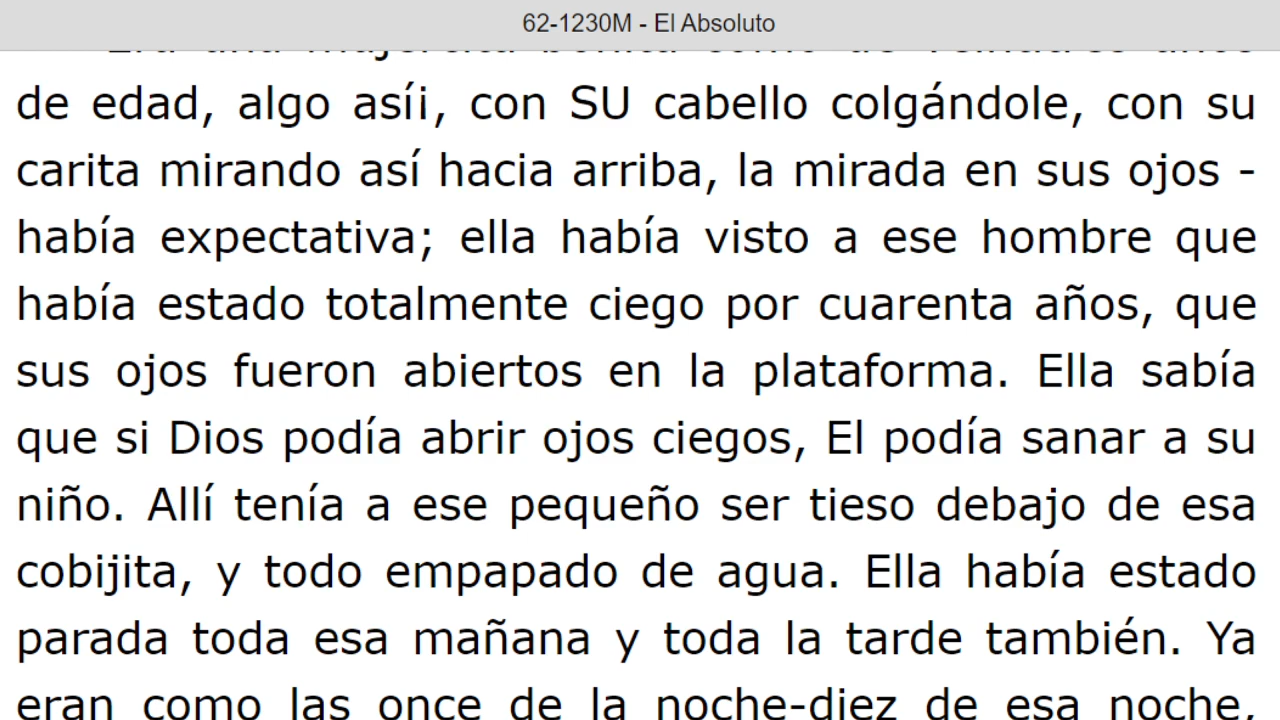 62-1230M - El Absoluto
de edad, algo asíi, con SU cabello colgándole, con su
carita mirando así hacia arriba, la mirada en sus ojos -
había expectativa; ella había visto a ese hombre que
había estado totalmente ciego por cuarenta años, que
sus ojos fueron abiertos en la plataforma. Ella sabía
que si Dios podía abrir ojos ciegos, El podía sanar a su
niño. Allí tenía a ese pequeño ser tieso debajo de esa
cobijita, y todo empapado de agua. Ella había estado
parada toda esa mañana y toda la tarde también. Ya
eran como las once de la noche-diez de esa noche,